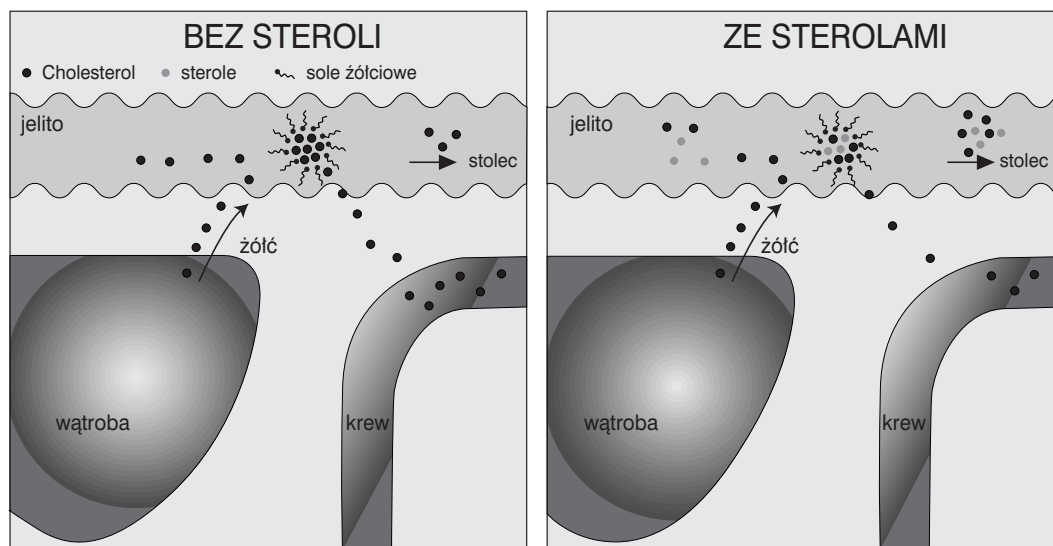 BEZ STEROLI
Cholesterol sterole sole żółciowe
jelito
stolec
żółć
wątroba
krew
ZE STEROLAMI
jelito
stolec
żółć
wątroba
krew